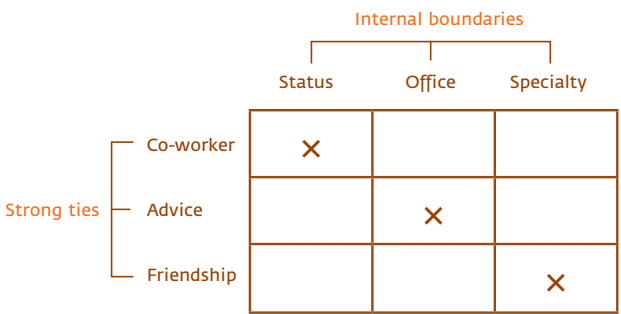 Internal boundaries
Status Office Specialty
Co-worker
Strong ties
Advice
Friendship